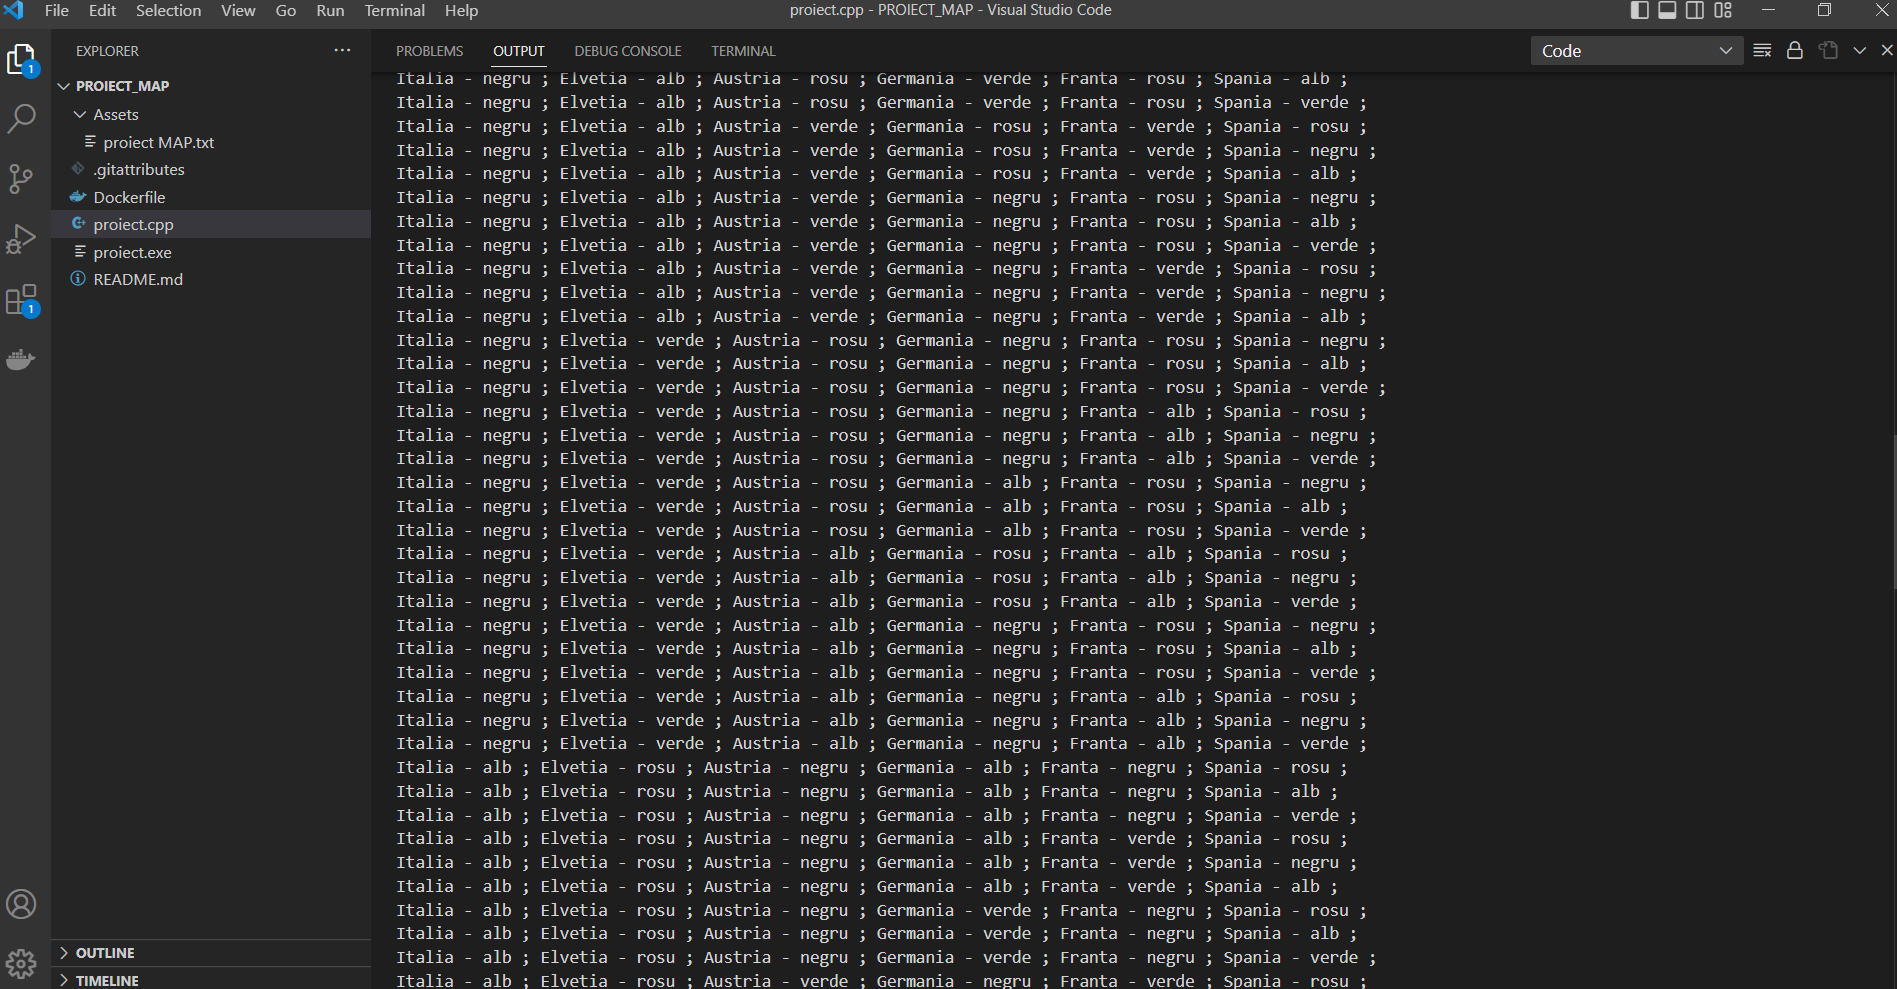 File Edit Selection View Go Run Terminal Help
proiect.cpp - PROIECT_MAP - Visual Studio Code
EXPLORER
PROIECT_MAP
Assets
proiect MAP.txt
.gitattributes
Dockerfile
proiect.cpp
proiect.exe
README.md
OUTLINE
TIMELINE
1
1
PROBLEMS OUTPUT DEBUG CONSOLE TERMINAL
Code
Italia - negru ; Elvetia - alb ; Austria - rosu ; Germania - verde ; Franta - rosu ; Spania - alb ;
Italia - negru ; Elvetia - alb ; Austria - rosu ; Germania - verde ; Franta - rosu ; Spania - verde ;
Italia - negru ; Elvetia - alb ; Austria - verde ; Germania - rosu ; Franta - verde ; Spania - rosu ;
Italia - negru ; Elvetia - alb ; Austria - verde ; Germania - rosu ; Franta - verde ; Spania - negru ;
Italia - negru ; Elvetia - alb ; Austria - verde ; Germania - rosu ; Franta - verde ; Spania - alb ;
Italia - negru ; Elvetia - alb ; Austria - verde ; Germania - negru ; Franta - rosu ; Spania - negru ;
Italia - negru ; Elvetia - alb ; Austria - verde ; Germania - negru ; Franta - rosu ; Spania - alb ;
Italia - negru ; Elvetia - alb ; Austria - verde ; Germania - negru ; Franta - rosu ; Spania - verde ;
Italia - negru ; Elvetia - alb ; Austria - verde ; Germania - negru ; Franta - verde ; Spania - rosu ;
Italia - negru ; Elvetia - alb ; Austria - verde ; Germania - negru ; Franta - verde ; Spania - negru ;
Italia - negru ; Elvetia - alb ; Austria - verde ; Germania - negru ; Franta - verde ; Spania - alb ;
Italia - negru ; Elvetia - verde ; Austria - rosu ; Germania - negru ; Franta - rosu ; Spania - negru ;
Italia - negru ; Elvetia - verde ; Austria - rosu ; Germania - negru ; Franta - rosu ; Spania - alb ;
Italia - negru ; Elvetia - verde ; Austria - rosu ; Germania - negru ; Franta - rosu ; Spania - verde ;
Italia - negru ; Elvetia - verde ; Austria - rosu ; Germania - negru ; Franta - alb ; Spania - rosu ;
Italia - negru ; Elvetia - verde ; Austria - rosu ; Germania - negru ; Franta - alb ; Spania - negru ;
Italia - negru ; Elvetia - verde ; Austria - rosu ; Germania - negru ; Franta - alb ; Spania - verde ;
Italia - negru ; Elvetia - verde ; Austria - rosu ; Germania - alb ; Franta - rosu ; Spania - negru ;
Italia - negru ; Elvetia - verde ; Austria - rosu ; Germania - alb ; Franta - rosu ; Spania - alb ;
Italia - negru ; Elvetia - verde ; Austria - rosu ; Germania - alb ; Franta - rosu ; Spania - verde ;
Italia - negru ; Elvetia - verde ; Austria - alb ; Germania - rosu ; Franta - alb ; Spania - rosu ;
Italia - negru ; Elvetia - verde ; Austria - alb ; Germania - rosu ; Franta - alb ; Spania - negru ;
Italia - negru ; Elvetia - verde ; Austria - alb ; Germania - rosu ; Franta - alb ; Spania - verde ;
Italia - negru ; Elvetia - verde ; Austria - alb ; Germania - negru ; Franta - rosu ; Spania - negru ;
Italia - negru ; Elvetia - verde ; Austria - alb ; Germania - negru ; Franta - rosu ; Spania - alb ;
Italia - negru ; Elvetia - verde ; Austria - alb ; Germania - negru ; Franta - rosu ; Spania - verde ;
Italia - negru ; Elvetia - verde ; Austria - alb ; Germania - negru ; Franta - alb ; Spania - rosu ;
Italia - negru ; Elvetia - verde ; Austria - alb ; Germania - negru ; Franta - alb ; Spania - negru ;
Italia - negru ; Elvetia - verde ; Austria - alb ; Germania - negru ; Franta - alb ; Spania - verde ;
Italia - alb ; Elvetia - rosu ; Austria - negru ; Germania - alb ; Franta - negru ; Spania - rosu ;
Italia - alb ; Elvetia - rosu ; Austria - negru ; Germania - alb ; Franta - negru ; Spania - alb ;
Italia - alb ; Elvetia - rosu ; Austria - negru ; Germania - alb ; Franta - negru ; Spania - verde ;
Italia - alb ; Elvetia - rosu ; Austria - negru ; Germania - alb ; Franta - verde ; Spania - rosu ;
Italia - alb ; Elvetia - rosu ; Austria - negru ; Germania - alb ; Franta - verde ; Spania - negru ;
Italia - alb ; Elvetia - rosu ; Austria - negru ; Germania - alb ; Franta - verde ; Spania - alb ;
Italia - alb ; Elvetia - rosu ; Austria - negru ; Germania - verde ; Franta - negru ; Spania - rosu ;
Italia - alb ; Elvetia - rosu ; Austria - negru ; Germania - verde ; Franta - negru ; Spania - alb ;
Italia - alb ; Elvetia - rosu ; Austria - negru ; Germania - verde ; Franta - negru ; Spania - verde ;
Italia - alb ; Elvetia - rosu ; Austria - verde ; Germania - negru ; Franta - verde ; Spania - rosu ;